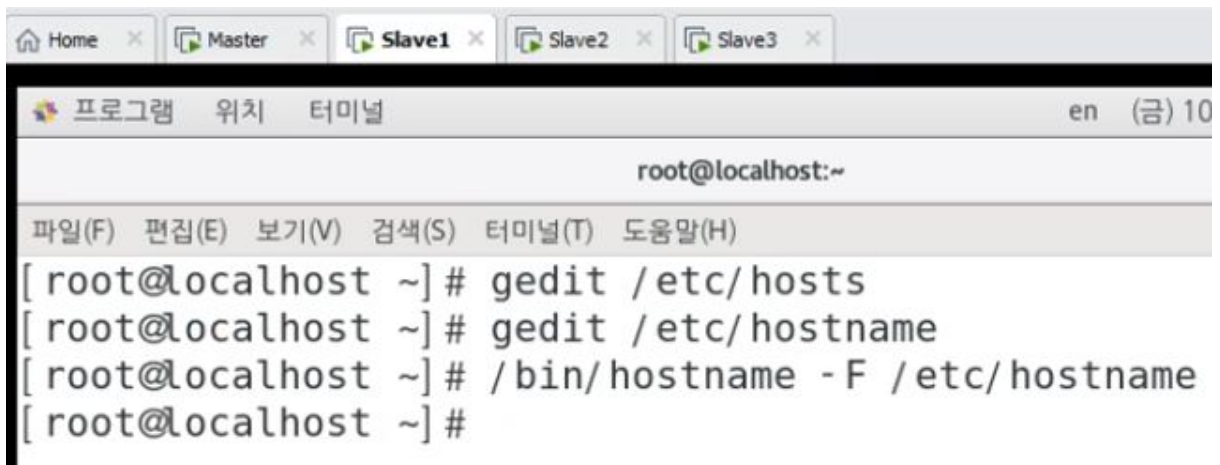 Home Master Slave1 Slave2 Slave3
프로그램 위치 터미널 en (금) 10
root@localhost:~
파일(F) 편집(E) 보기(V) 검색(S) 터미널(T) 도움말(H)
[root@localhost ~]# gedit /etc/hosts
[root@localhost ~]# gedit /etc/hostname
[root@localhost ~]# /bin/hostname -F /etc/hostname
[root@localhost ~]#